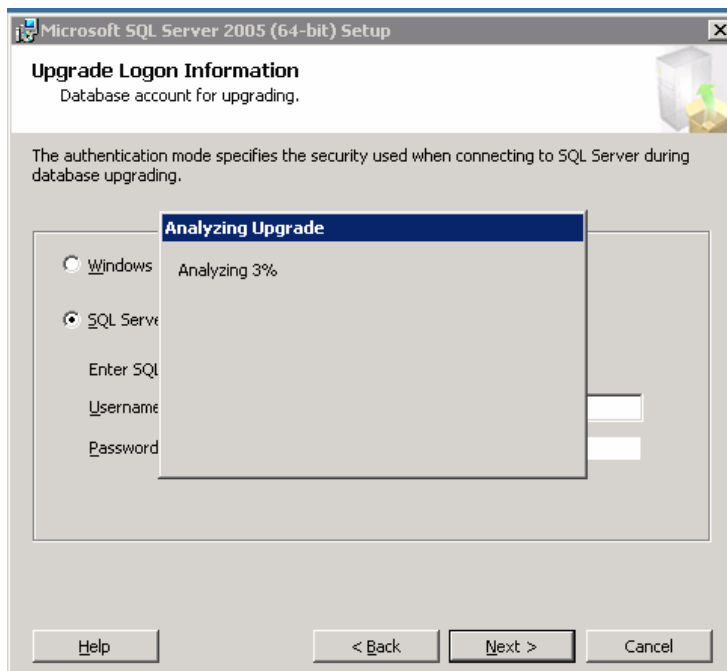 Microsoft SQL Server 2005 (64-bit) Setup
Upgrade Logon Information
Database account for upgrading.
The authentication mode specifies the security used when connecting to SQL Server during
database upgrading.
Analyzing Upgrade
Windows
Analyzing 3%
SQL Serve
Enter SQL
Username
Password
Help
< Back
Next >
Cancel